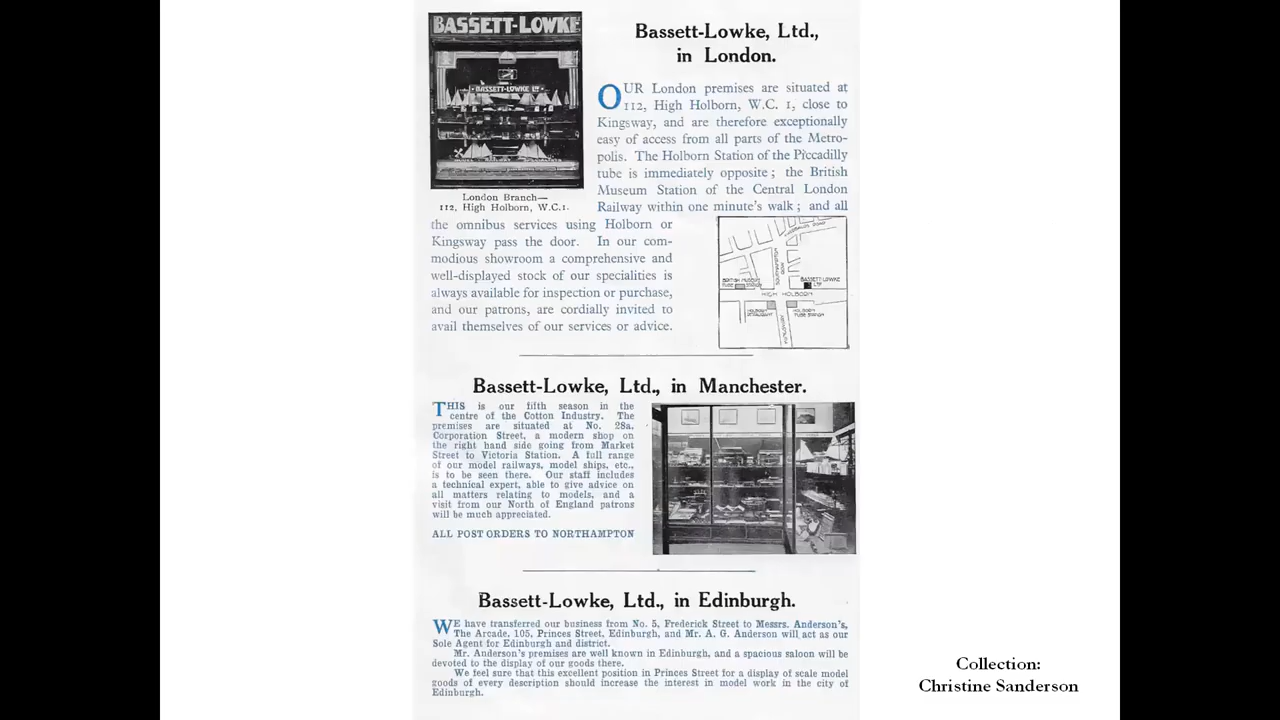 BASSETT-LOWKE
BASSETT-LOWKE LTD
London Branch—
112, High Holborn, W.C.1.
Bassett-Lowke, Ltd.,
in London.
OUR London premises are situated at
112, High Holborn, W.C. 1, close to
Kingsway, and are therefore exceptionally
easy of access from all parts of the Metro-
polis. The Holborn Station of the Piccadilly
tube is immediately opposite ; the British
Museum Station of the Central London
Railway within one minute's walk ; and all
the omnibus services using Holborn or
Kingsway pass the door. In our com-
modious showroom a comprehensive and
well-displayed stock of our specialities is
always available for inspection or purchase,
and our patrons, are cordially invited to
avail themselves of our services or advice.
SOUTHAMPTON
ROW
BRITISH MUSEUM
TUBE STATION
BASSETT-LOWKE
LTD
HIGH HOLBORN
HOLBORN
RESTAURANT
HOLBORN
TUBE STATION
KINGSWAY
Bassett-Lowke, Ltd., in Manchester.
THIS is our fifth season in the
centre of the Cotton Industry. The
premises are situated at No. 28a,
Corporation Street, a modern shop on
the right hand side going from Market
Street to Victoria Station. A full range
of our model railways, model ships, etc.,
is to be seen there. Our staff includes
a technical expert, able to give advice on
all matters relating to models, and a
visit from our North of England patrons
will be much appreciated.
ALL POST ORDERS TO NORTHAMPTON
Bassett-Lowke, Ltd., in Edinburgh.
WE have transferred our business from No. 5, Frederick Street to Messrs. Anderson's,
The Arcade, 105, Princes Street, Edinburgh, and Mr. A. G. Anderson will act as our
Sole Agent for Edinburgh and district.
Mr. Anderson's premises are well known in Edinburgh, and a spacious saloon will be
devoted to the display of our goods there.
We feel sure that this excellent position in Princes Street for a display of scale model
goods of every description should increase the interest in model work in the city of
Edinburgh.
Collection:
Christine Sanderson